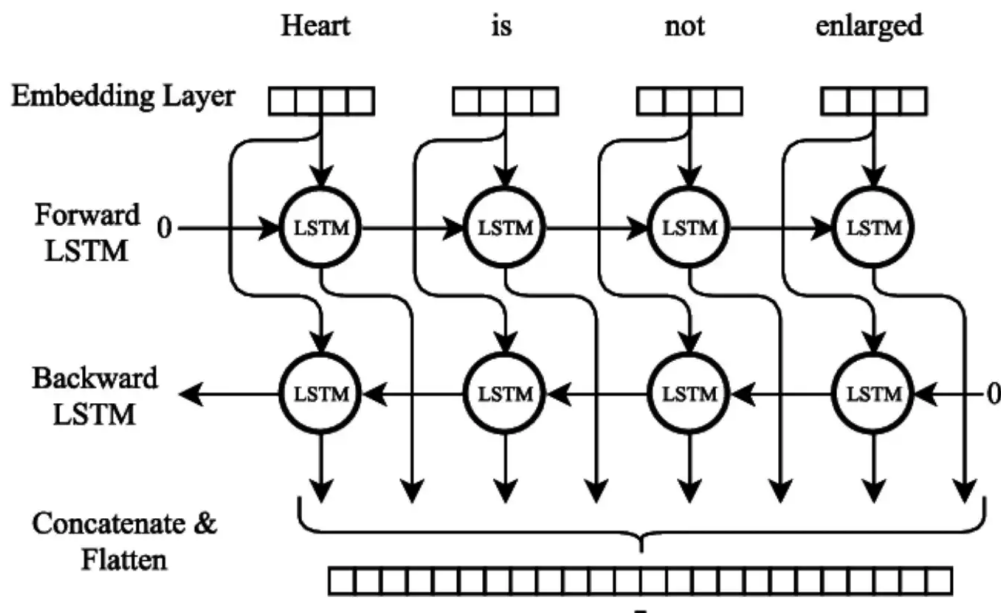 Heart is not enlarged
Embedding Layer
Forward 0
LSTM
LSTM LSTM LSTM LSTM
Backward
LSTM
LSTM LSTM LSTM LSTM 0
Concatenate &
Flatten